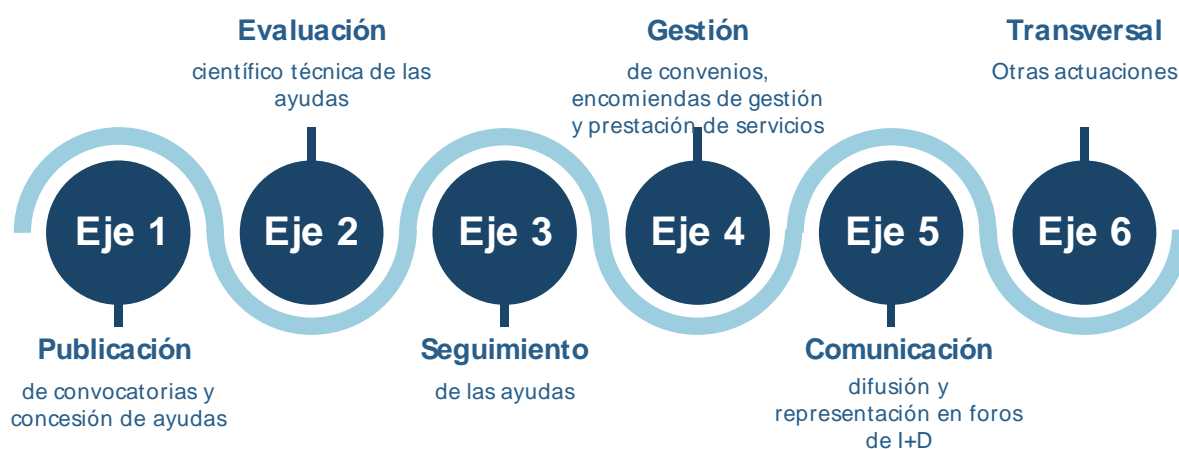 Evaluación
científico técnica de las
ayudas
Gestión
de convenios,
encomiendas de gestión
y prestación de servicios
Transversal
Otras actuaciones
Eje 1
Eje 2
Eje 3
Eje 4
Eje 5
Eje 6
Publicación
de convocatorias y
concesión de ayudas
Seguimiento
de las ayudas
Comunicación
difusión y
representación en foros
de I+D